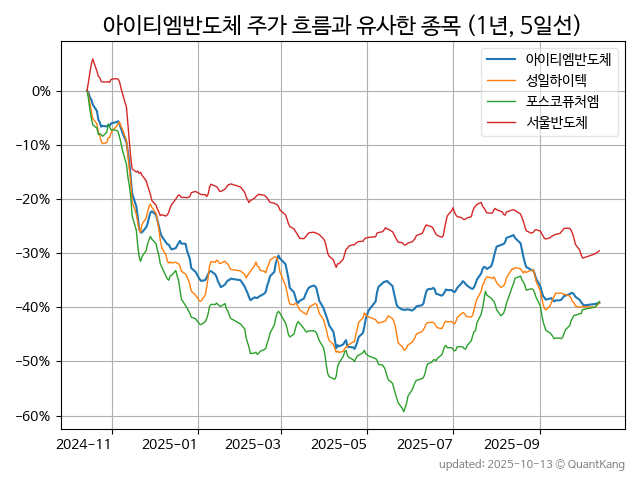 아이티엠반도체 주가 흐름과 유사한 종목 (1년, 5일선)
아이티엠반도체
성일하이텍
포스코퓨처엠
서울반도체
0%
−10%
−20%
−30%
−40%
−50%
−60%
2024-11
2025-01
2025-03
2025-05
2025-07
2025-09
updated: 2025-10-13 © QuantKang